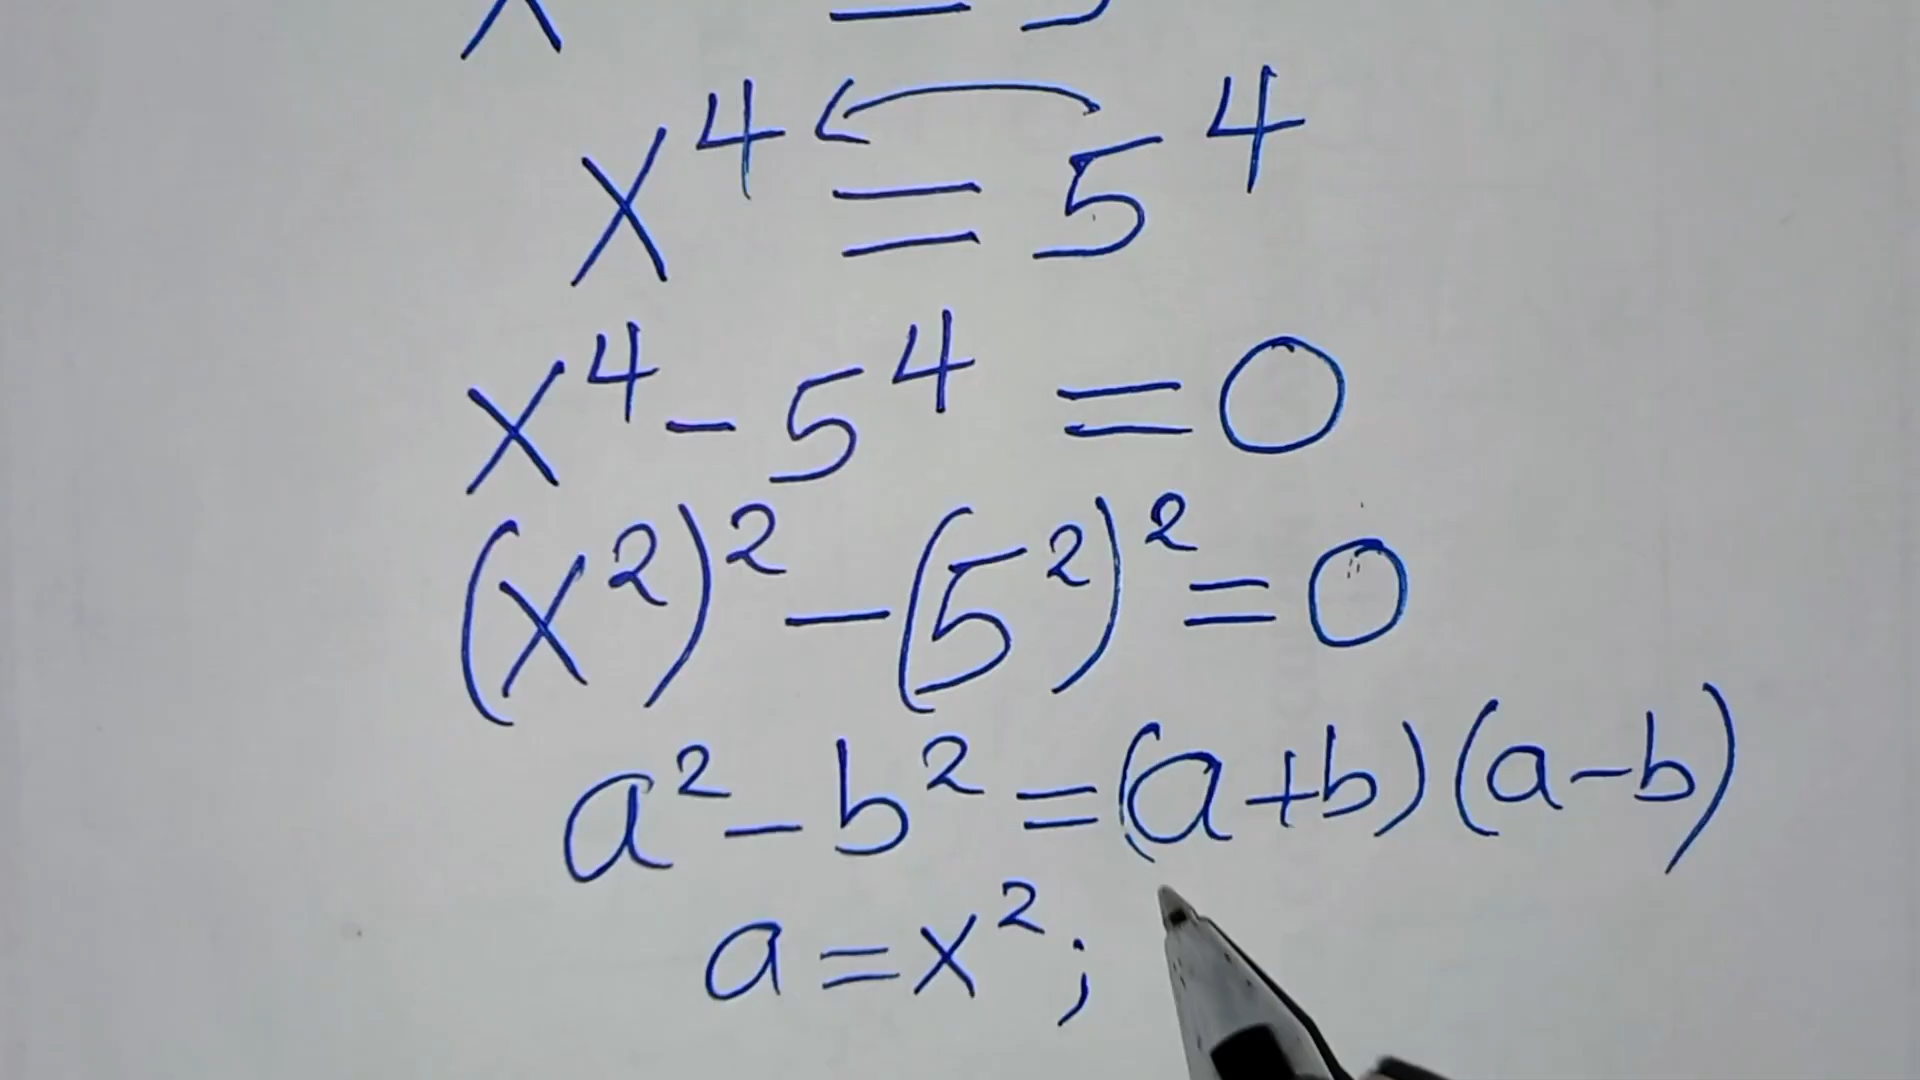 x⁴ = 5⁴
x⁴ - 5⁴ = 0
(x²)² - (5²)² = 0
a² - b² = (a+b)(a-b)
a = x²;